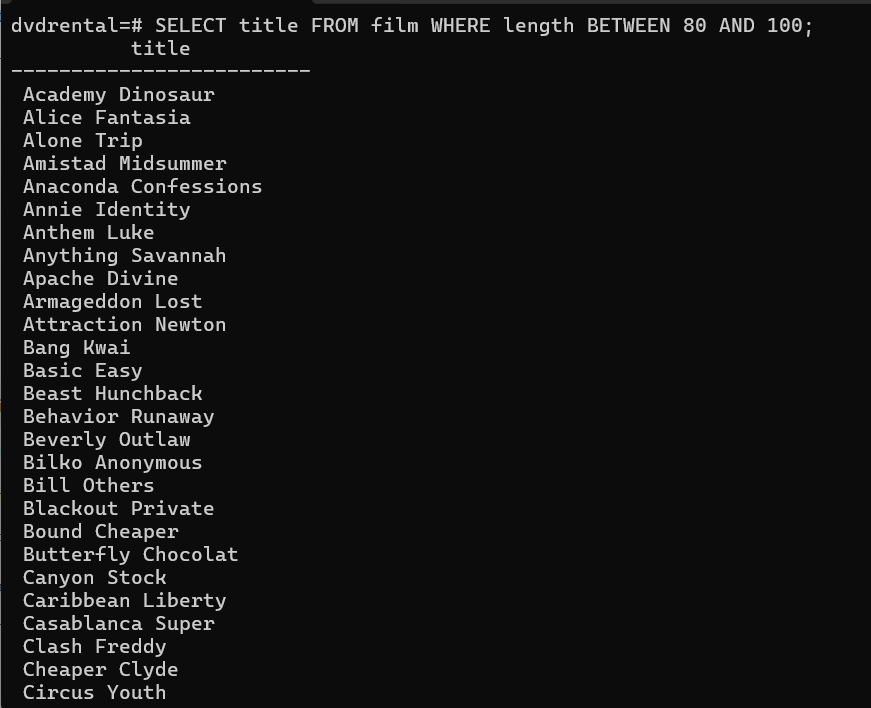 dvdrental=# SELECT title FROM film WHERE length BETWEEN 80 AND 100;
title
-------------------------
Academy Dinosaur
Alice Fantasia
Alone Trip
Amistad Midsummer
Anaconda Confessions
Annie Identity
Anthem Luke
Anything Savannah
Apache Divine
Armageddon Lost
Attraction Newton
Bang Kwai
Basic Easy
Beast Hunchback
Behavior Runaway
Beverly Outlaw
Bilko Anonymous
Bill Others
Blackout Private
Bound Cheaper
Butterfly Chocolat
Canyon Stock
Caribbean Liberty
Casablanca Super
Clash Freddy
Cheaper Clyde
Circus Youth